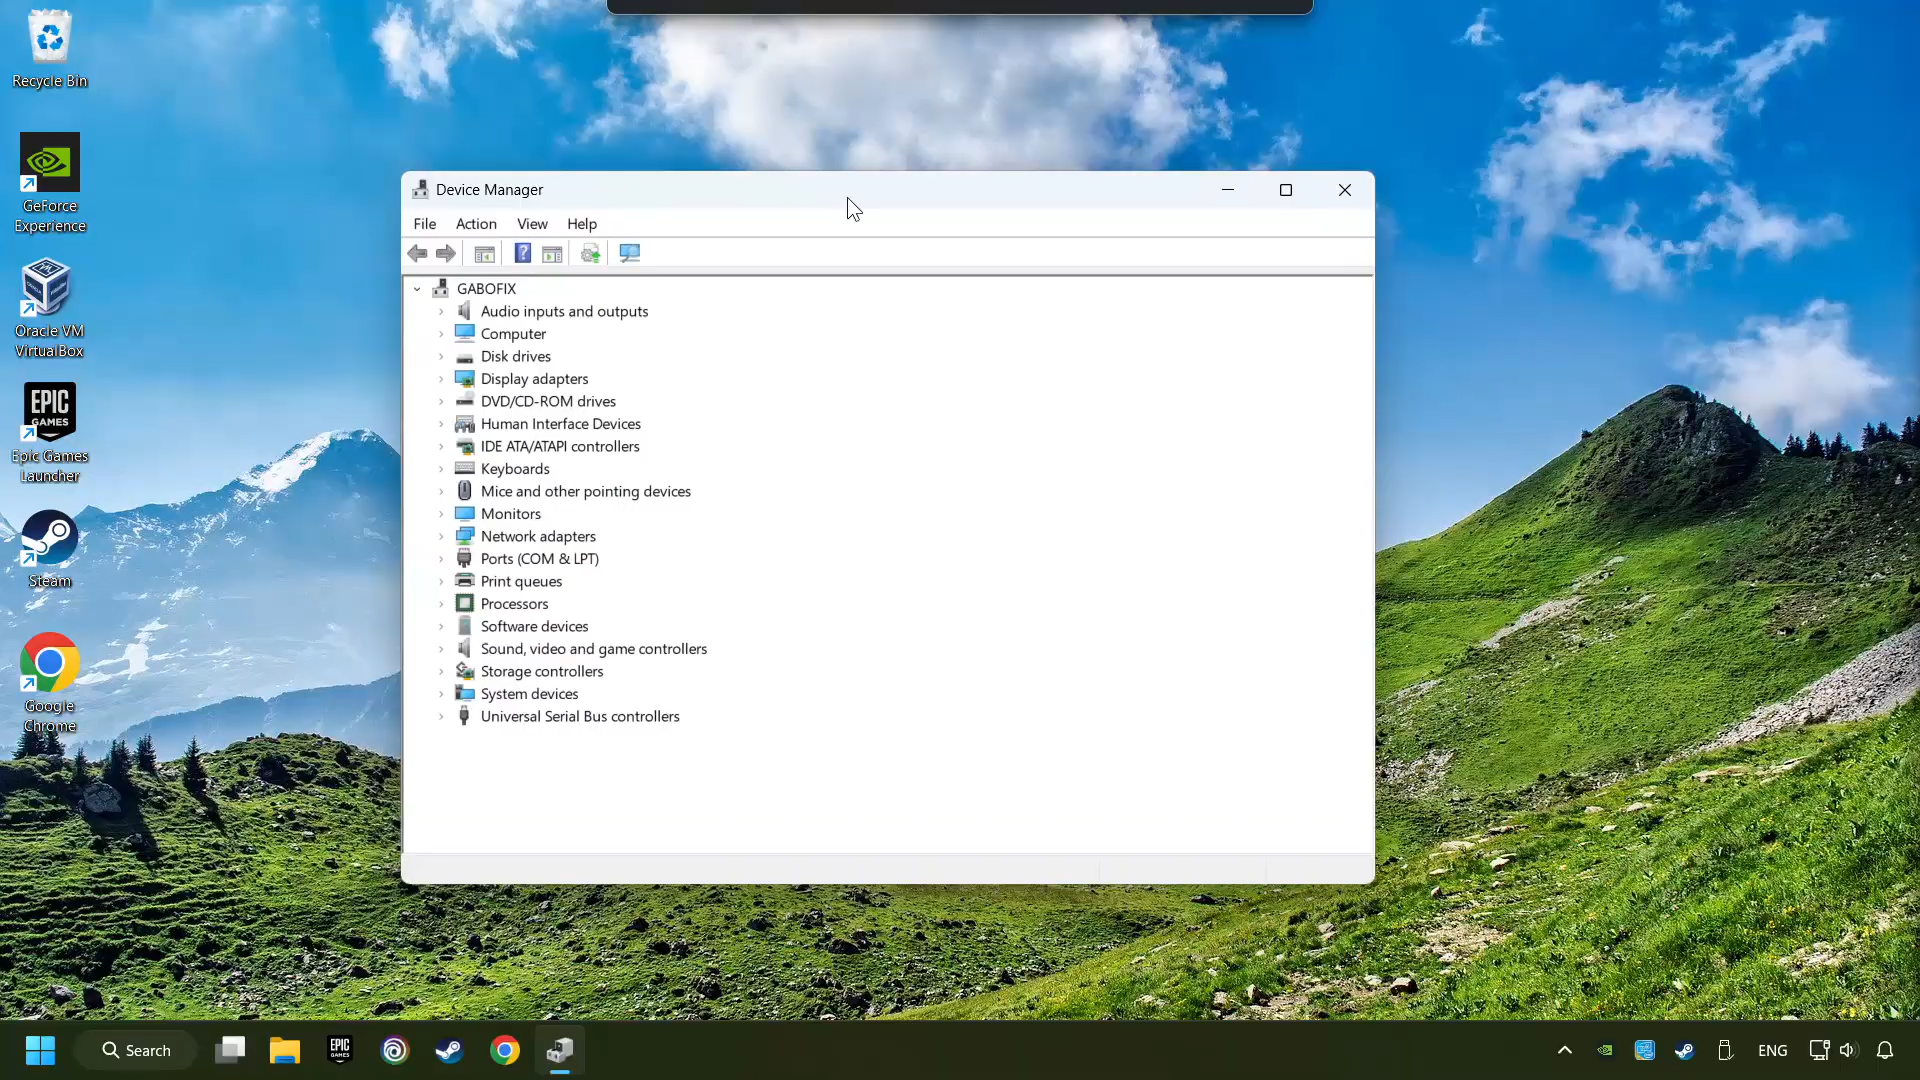 Recycle Bin
GeForce
Experience
Oracle VM
VirtualBox
EPIC
GAMES
Epic Games
Launcher
Steam
Google
Chrome
Device Manager
File Action View Help
GABOFIX
Audio inputs and outputs
Computer
Disk drives
Display adapters
DVD/CD-ROM drives
Human Interface Devices
IDE ATA/ATAPI controllers
Keyboards
Mice and other pointing devices
Monitors
Network adapters
Ports (COM & LPT)
Print queues
Processors
Software devices
Sound, video and game controllers
Storage controllers
System devices
Universal Serial Bus controllers
Search
EPIC
GAMES
ENG